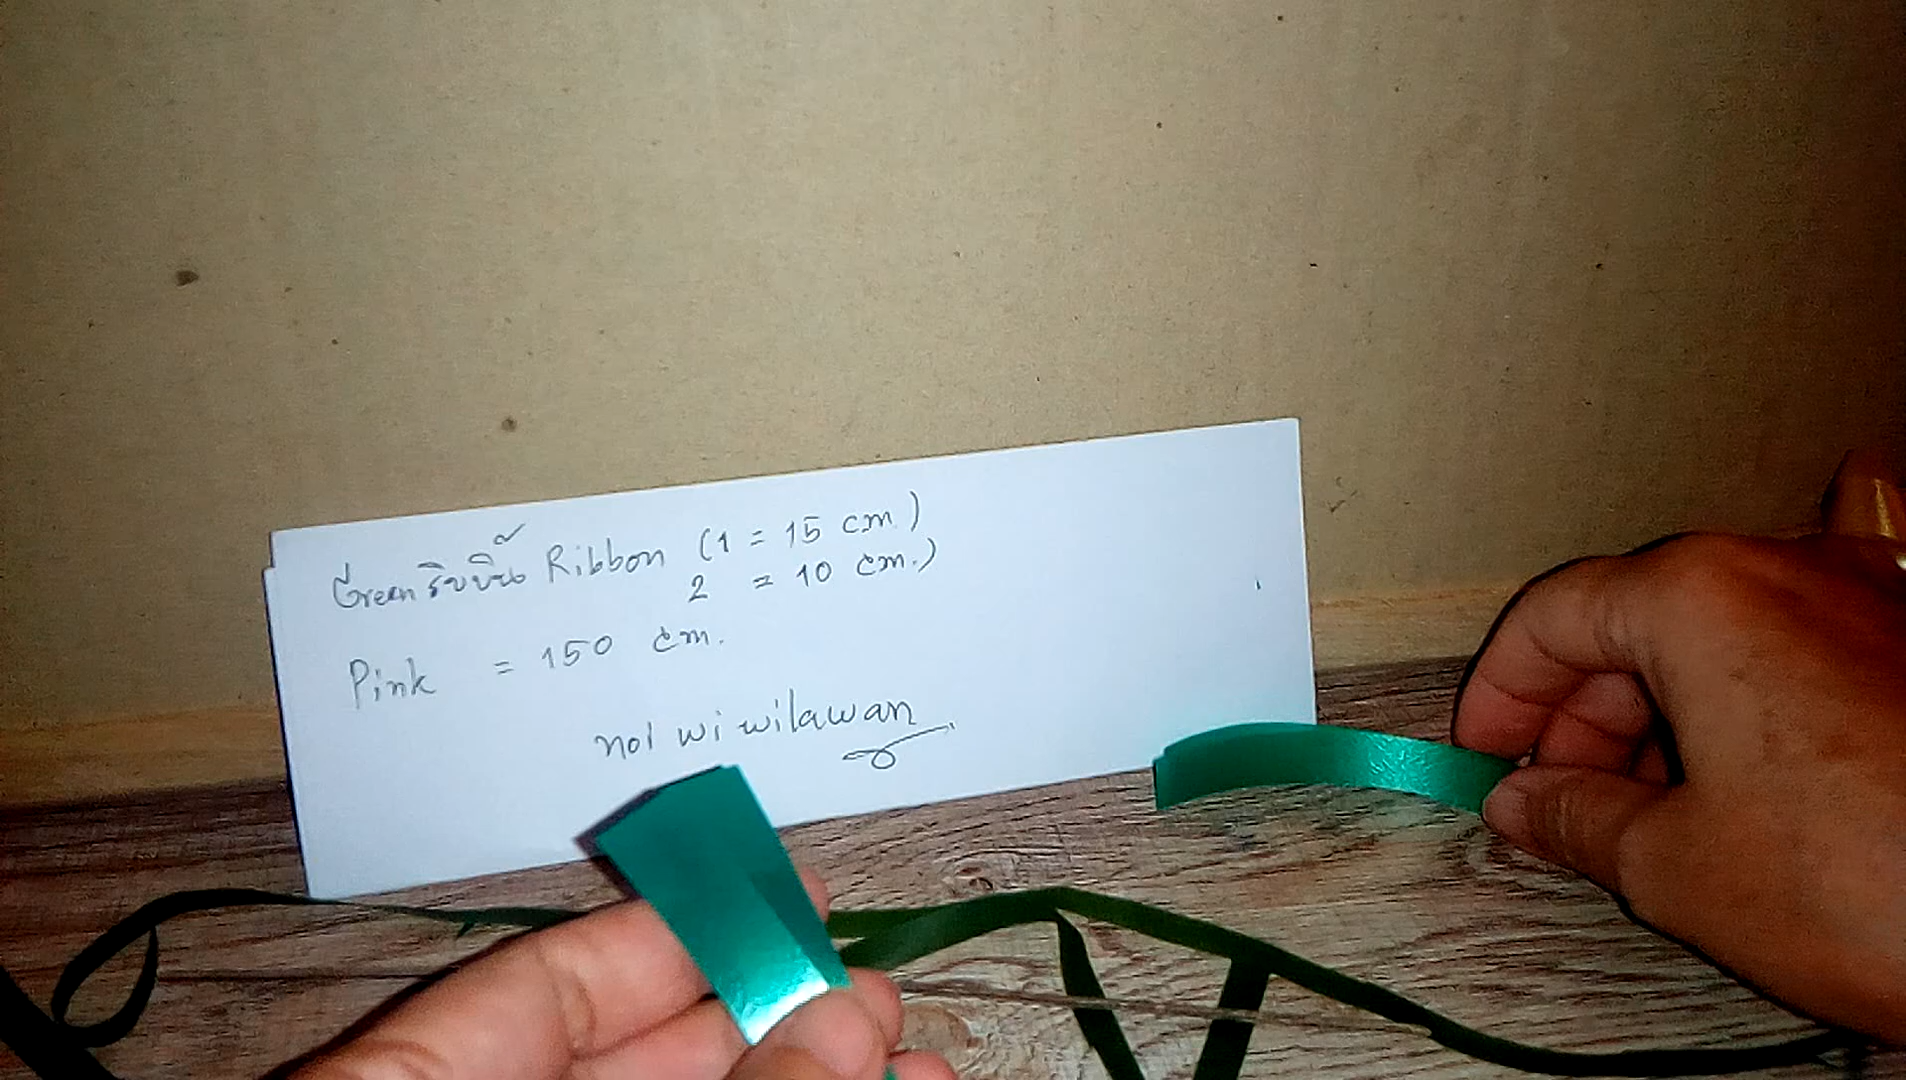 Green ริบบิ้น Ribbon (1 = 15 cm)
2 = 10 cm.)
Pink = 150 cm.
noi wi wilawan